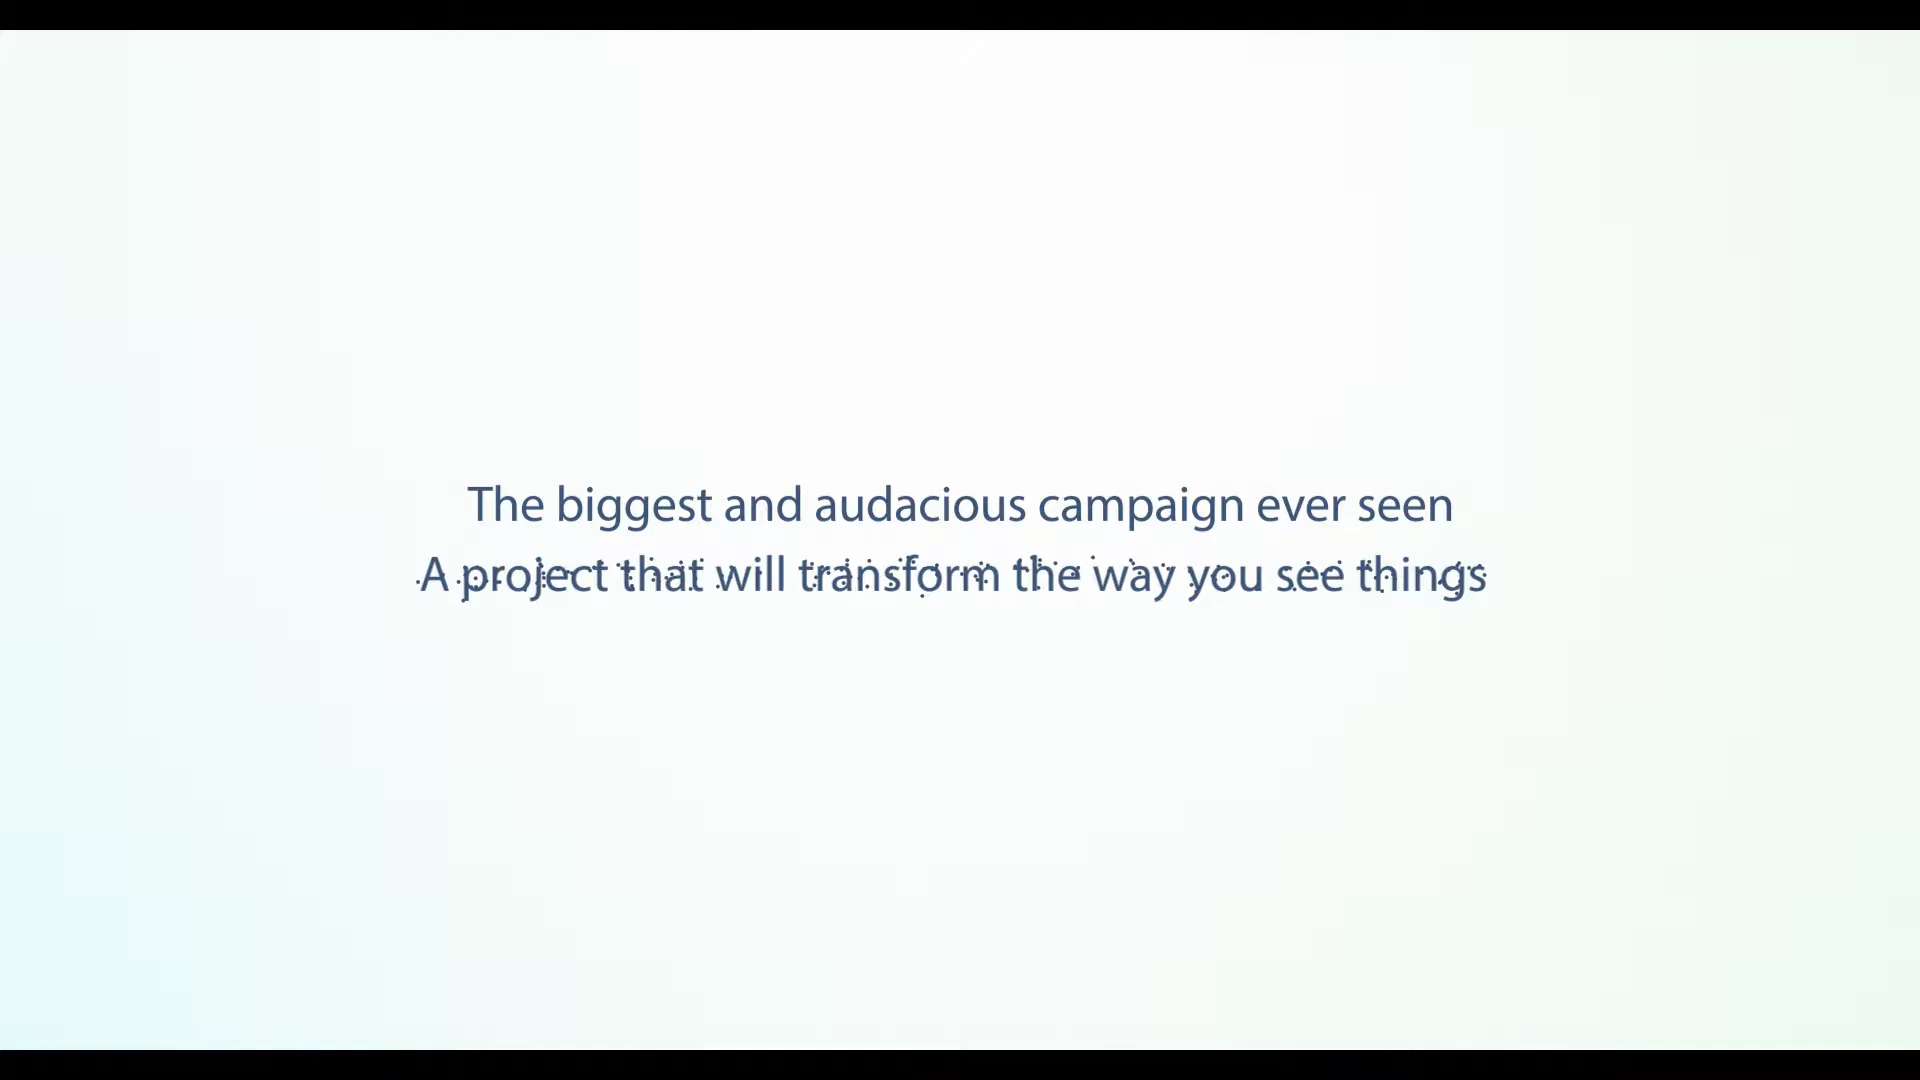 The biggest and audacious campaign ever seen
A project that will transform the way you see things